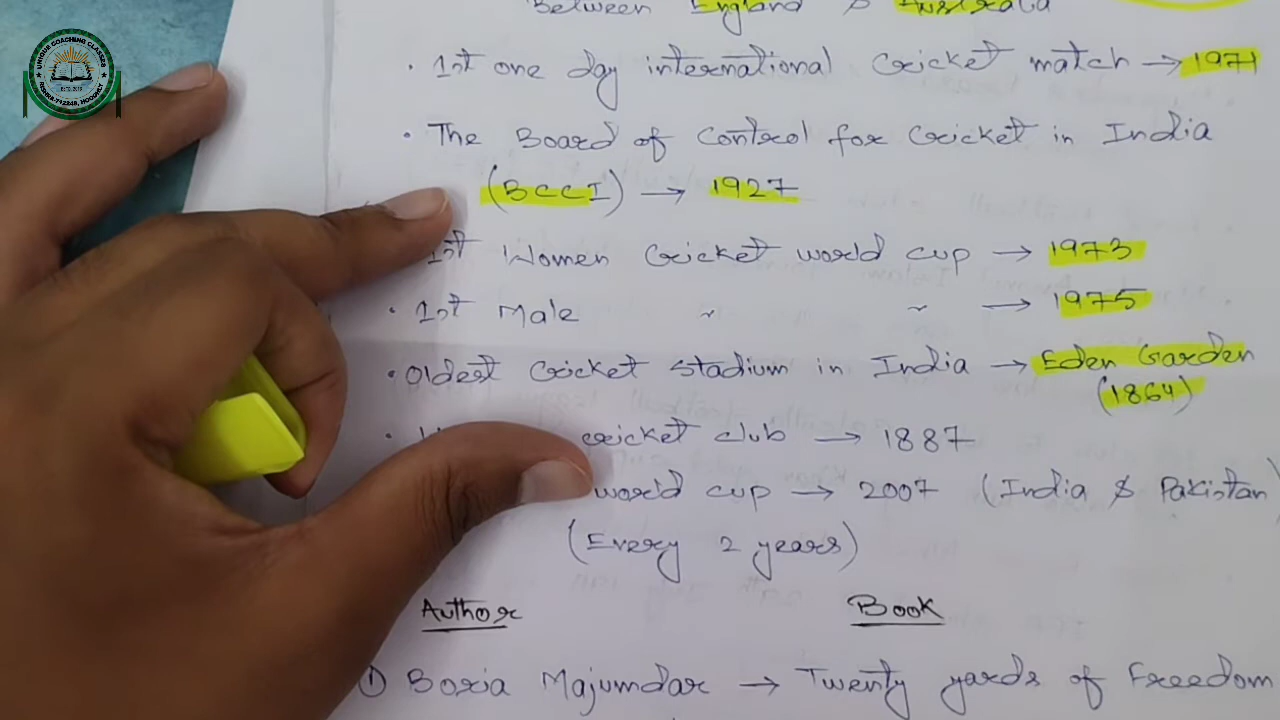 UNIQUE COACHING CLASSES
Between England & Australia
· 1st one day international Cricket match → 1971
· The Board of Control for Cricket in India
(BCCI) → 1927
1st Women Cricket world cup → 1973
· 1st Male " " → 1975
· Oldest Cricket stadium in India → Eden Garden
(1864)
· cricket club → 1887
world cup → 2007 (India & Pakistan)
(Every 2 years)
Author Book
① Boria Majumdar → Twenty yards of Freedom